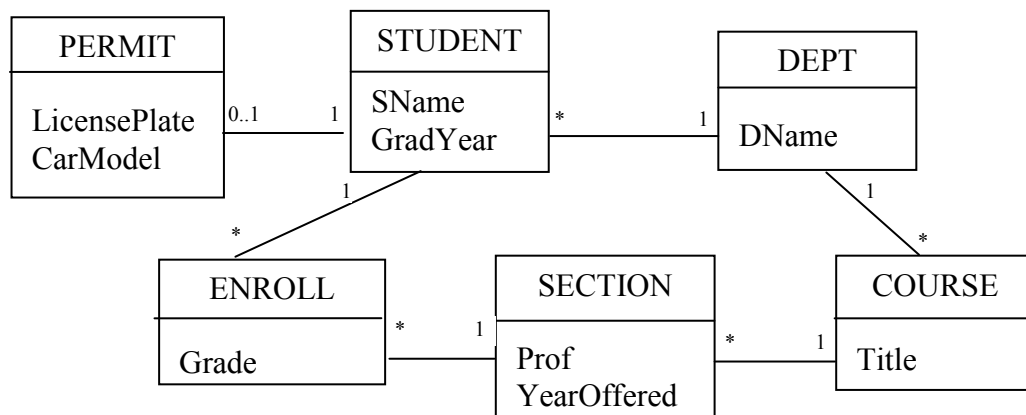 PERMIT
LicensePlate
CarModel
0..1
1
STUDENT
SName
GradYear
*
1
DEPT
DName
1
*
1
*
ENROLL
Grade
*
1
SECTION
Prof
YearOffered
*
1
COURSE
Title